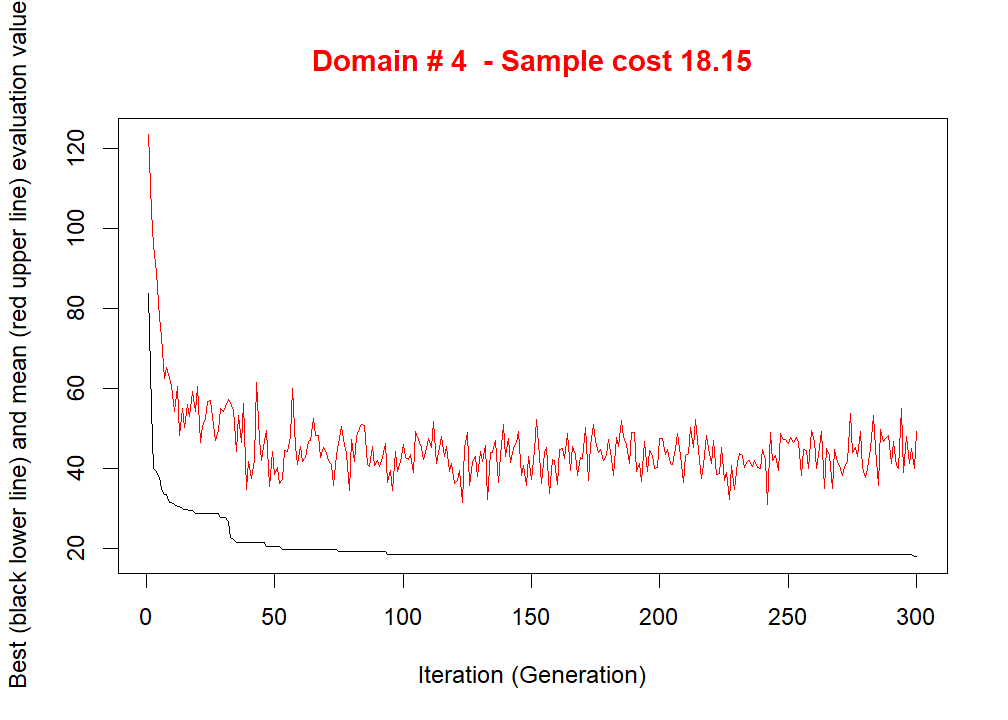 Domain # 4  - Sample cost 18.15
Best (black lower line) and mean (red upper line) evaluation value
120
100
80
60
40
20
0 50 100 150 200 250 300
Iteration (Generation)